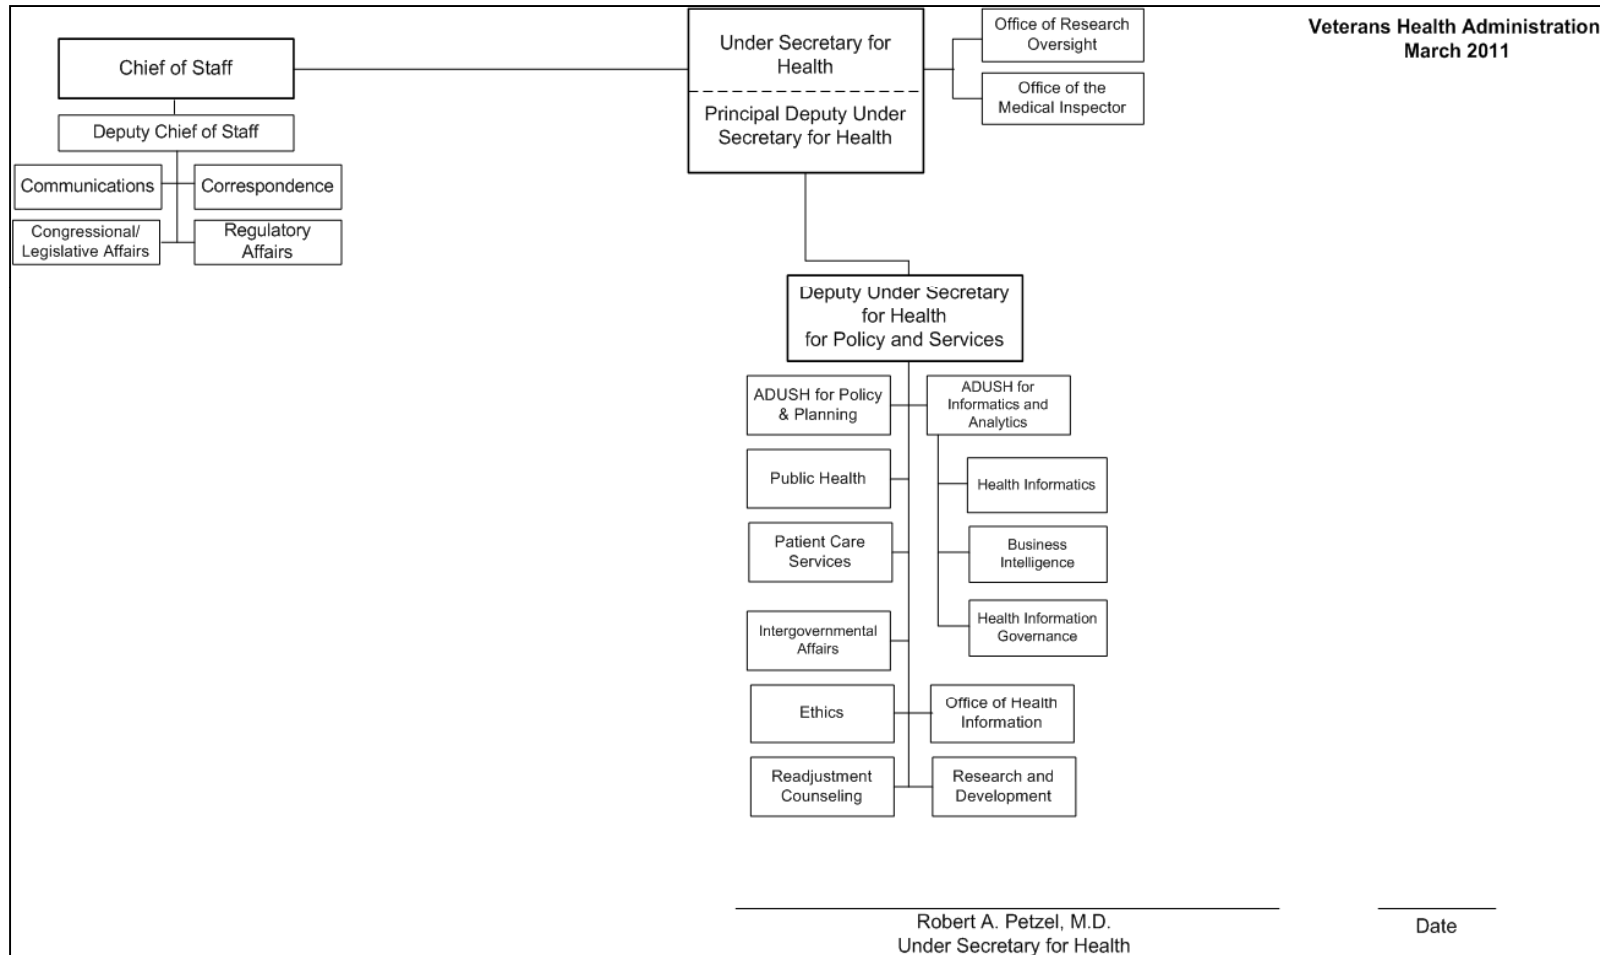 Veterans Health Administration
March 2011
Chief of Staff
Deputy Chief of Staff
Communications
Correspondence
Congressional/
Legislative Affairs
Regulatory
Affairs
Under Secretary for
Health
Principal Deputy Under
Secretary for Health
Office of Research
Oversight
Office of the
Medical Inspector
Deputy Under Secretary
for Health
for Policy and Services
ADUSH for Policy
& Planning
ADUSH for
Informatics and
Analytics
Public Health
Health Informatics
Patient Care
Services
Business
Intelligence
Intergovernmental
Affairs
Health Information
Governance
Ethics
Office of Health
Information
Readjustment
Counseling
Research and
Development
Robert A. Petzel, M.D.
Under Secretary for Health
Date